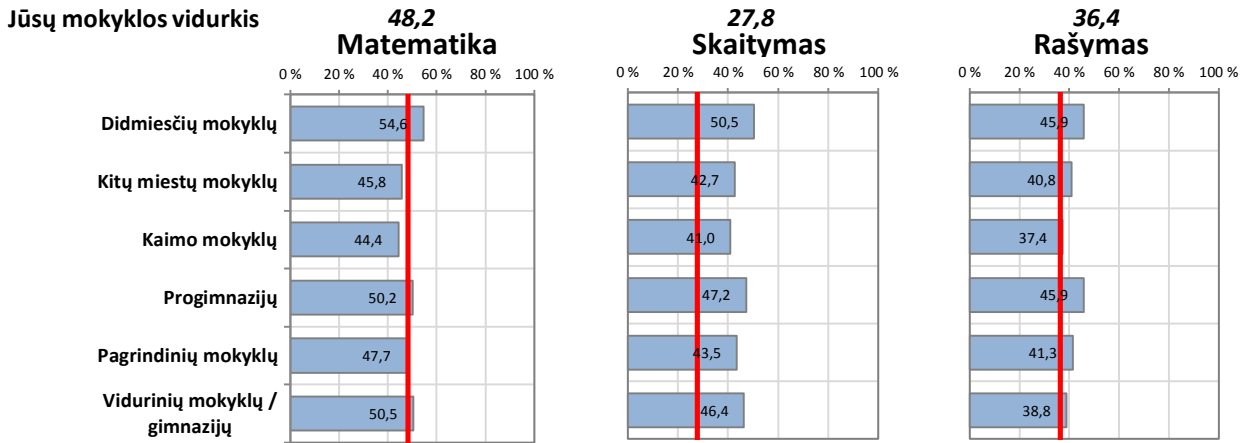 Jūsų mokyklos vidurkis 48,2 27,8 36,4
Matematika Skaitymas Rašymas
0 % 20 % 40 % 60 % 80 % 100 % 0 % 20 % 40 % 60 % 80 % 100 % 0 % 20 % 40 % 60 % 80 % 100 %
Didmiesčių mokyklų 54,6 50,5 45,9
Kitų miestų mokyklų 45,8 42,7 40,8
Kaimo mokyklų 44,4 41,0 37,4
Progimnazijų 50,2 47,2 45,9
Pagrindinių mokyklų 47,7 43,5 41,3
Vidurinių mokyklų /
gimnazijų 50,5 46,4 38,8